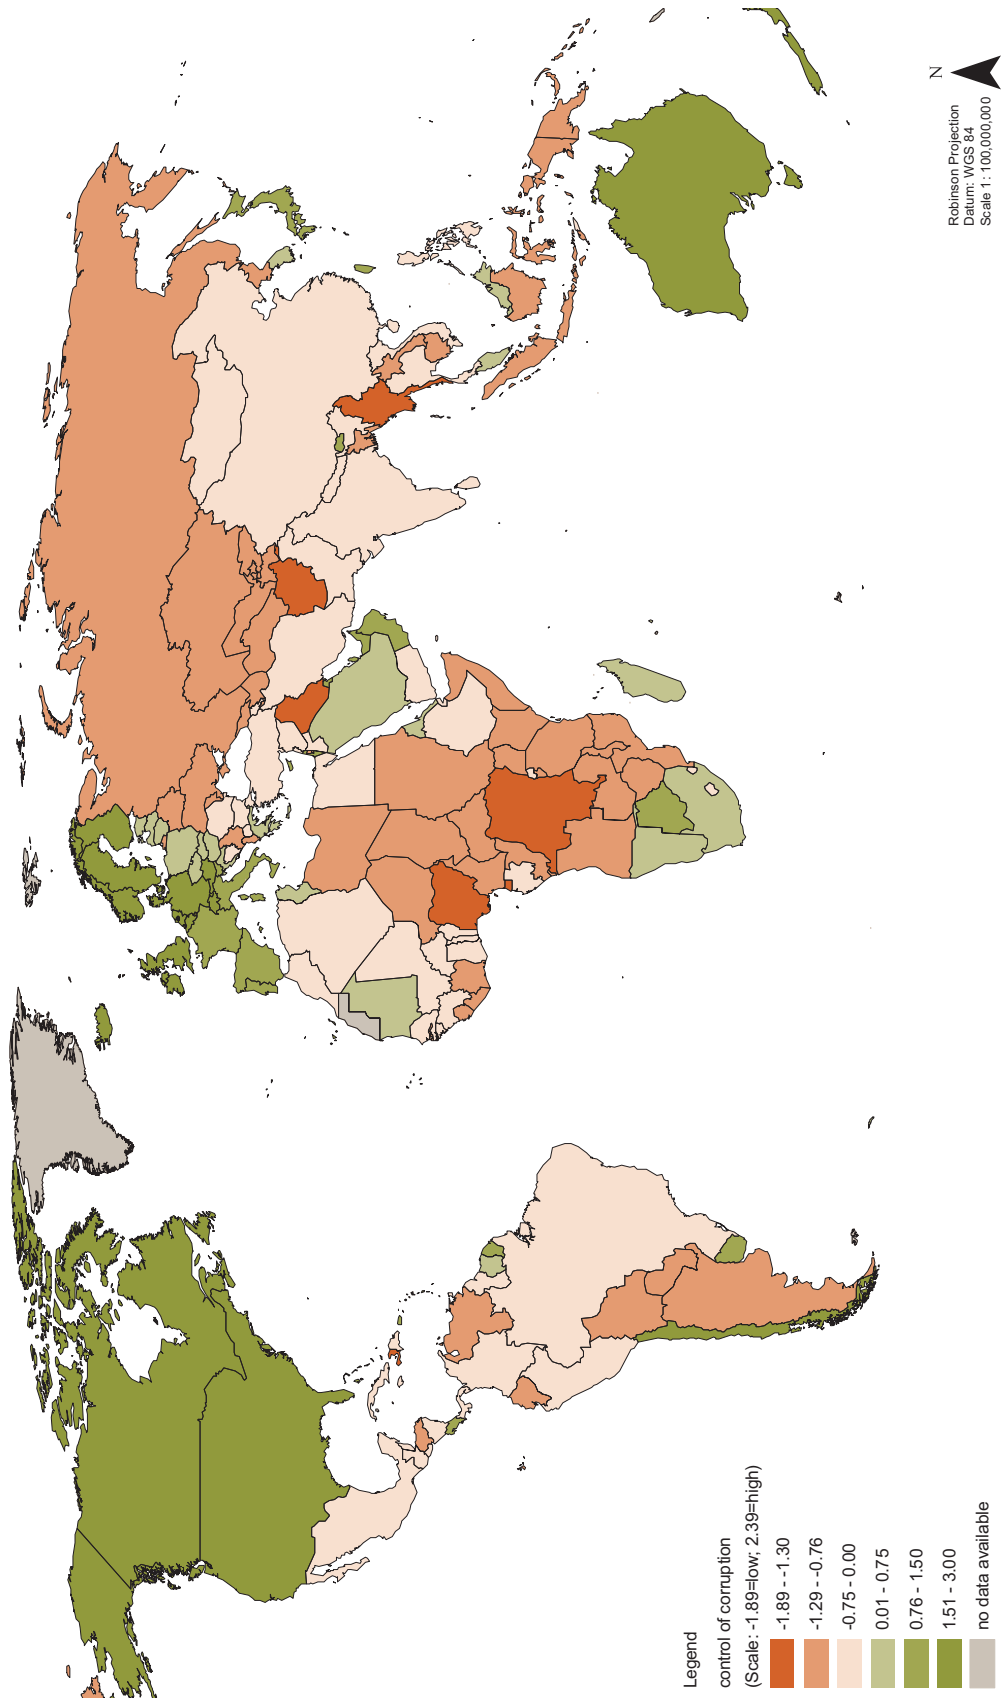 Legend
control of corruption
(Scale: -1.89=low; 2.39=high)
-1.89 - -1.30
-1.29 - -0.76
-0.75 - 0.00
0.01 - 0.75
0.76 - 1.50
1.51 - 3.00
no data available
N
Robinson Projection
Datum: WGS 84
Scale 1: 100,000,000